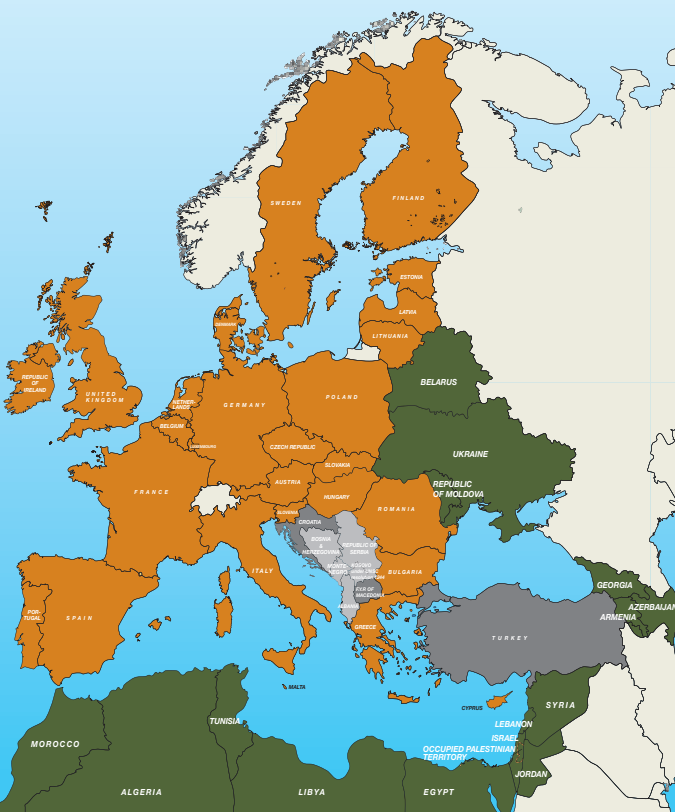 SWEDEN
FINLAND
ESTONIA
LATVIA
LITHUANIA
DENMARK
REPUBLIC
OF
IRELAND
UNITED
KINGDOM
NETHER-
LANDS
BELGIUM
GERMANY
POLAND
BELARUS
UKRAINE
CZECH REPUBLIC
SLOVAKIA
AUSTRIA
HUNGARY
REPUBLIC
OF MOLDOVA
FRANCE
ROMANIA
SLOVENIA
CROATIA
BOSNIA
&
HERZEGOVINA
REPUBLIC OF
SERBIA
MONTE-
NEGRO
KOSOVO
BULGARIA
FYR OF
MACEDONIA
ALBANIA
ITALY
GREECE
POR-
TUGAL
SPAIN
TURKEY
GEORGIA
AZERBAIJAN
ARMENIA
MALTA
CYPRUS
SYRIA
LEBANON
ISRAEL
OCCUPIED PALESTINIAN
TERRITORY
JORDAN
TUNISIA
MOROCCO
ALGERIA
LIBYA
EGYPT